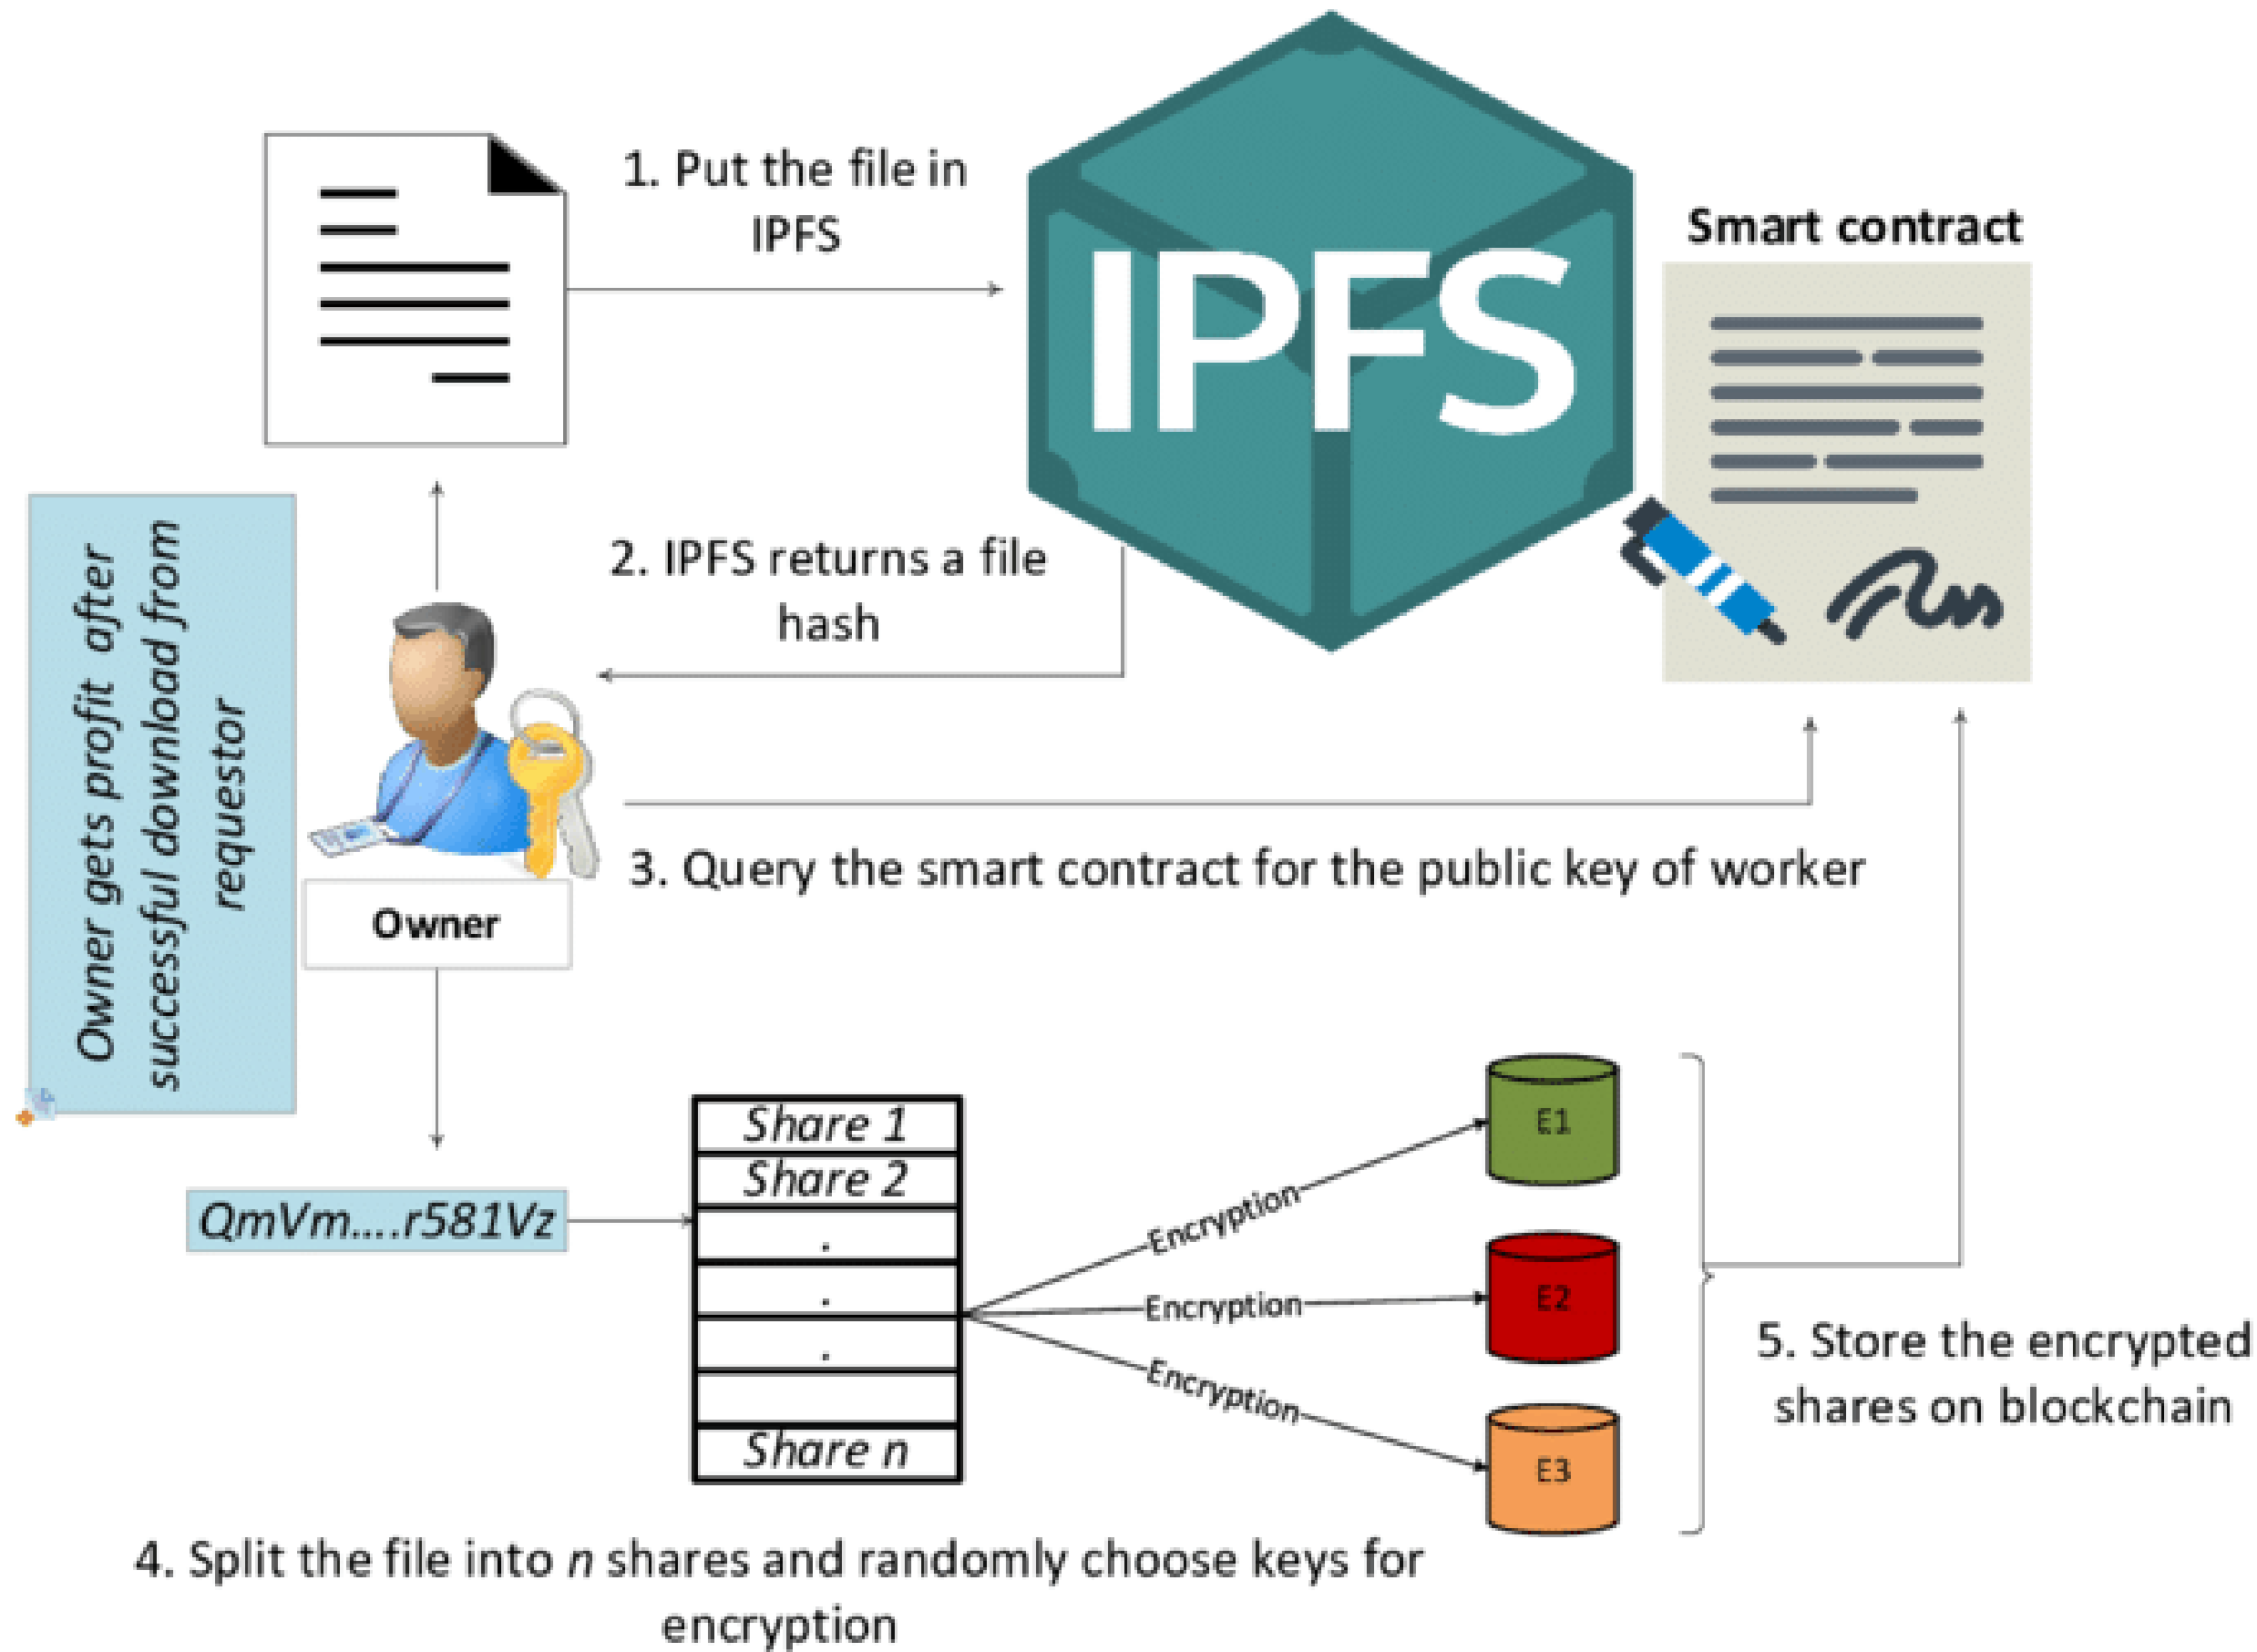 1. Put the file in
IPFS
IPFS
Smart contract
2. IPFS returns a file
hash
Owner gets profit after
successful download from
requestor
3. Query the smart contract for the public key of worker
Owner
QmVm....r581Vz
Share 1
Share 2
.
.
.
Share n
Encryption
Encryption
Encryption
E1
E2
E3
5. Store the encrypted
shares on blockchain
4. Split the file into n shares and randomly choose keys for
encryption